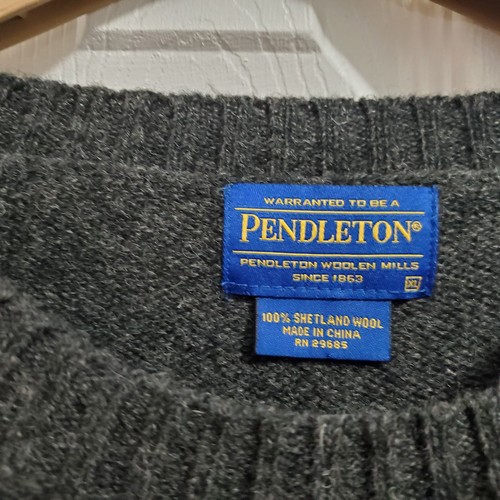 WARRANTED TO BE A
PENDLETON®
PENDLETON WOOLEN MILLS
SINCE 1863
XL
100% SHETLAND WOOL
MADE IN CHINA
RN 29685